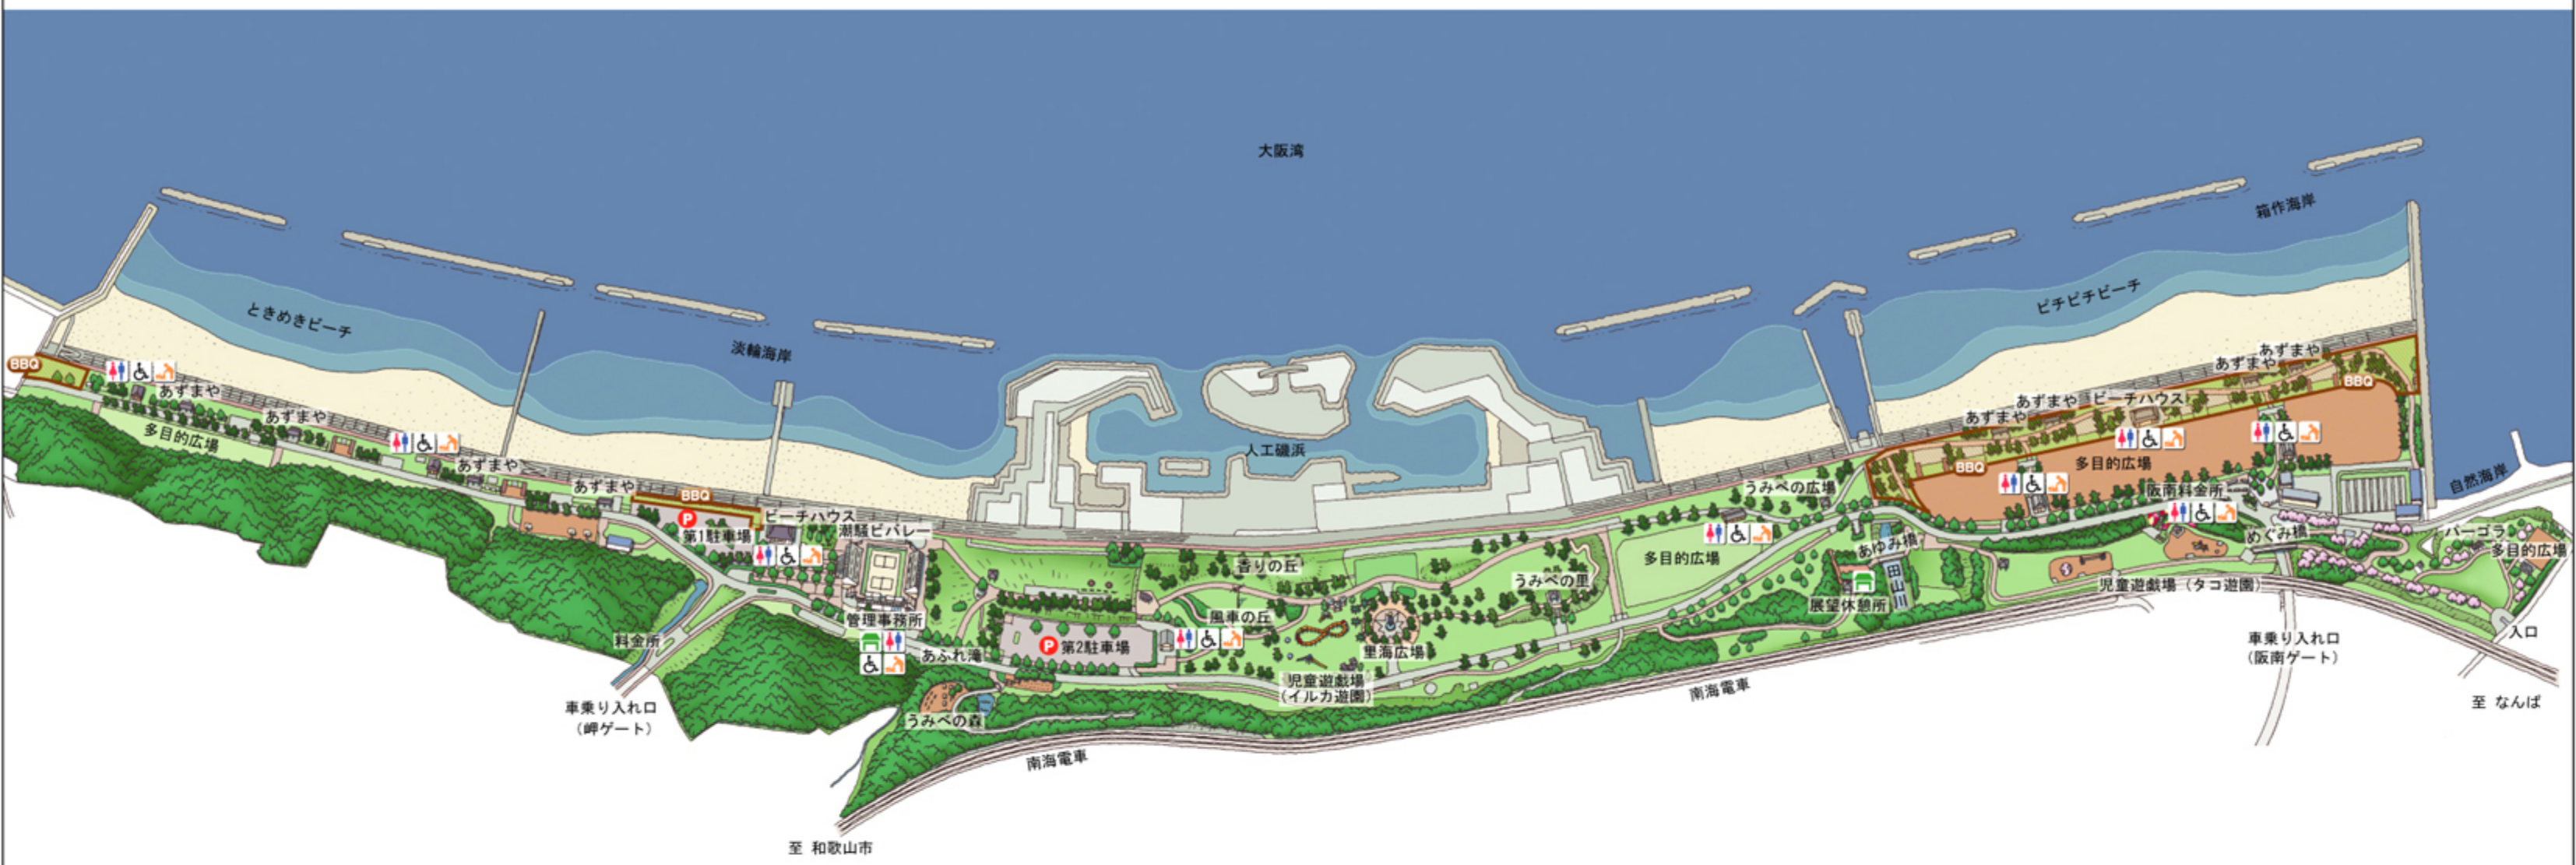 大阪湾
箱作海岸
ピチピチビーチ
ときめきビーチ
淡輪海岸
あずまや
あずまや
BBQ
BBQ
あずまや
あずまや
あずまや
ビーチハウス
あずまや
あずまや
多目的広場
人工磯浜
多目的広場
BBQ
あずまや
自然海岸
あずまや
うみべの広場
阪南料金所
BBQ
P
第1駐車場
ビーチハウス
潮騒ビバレー
めぐみ橋
パーゴラ
多目的広場
あゆみ橋
多目的広場
香りの丘
うみべの里
田山川
児童遊戯場(タコ遊園)
展望休憩所
風車の丘
管理事務所
料金所
P
第2駐車場
里海広場
あふれ滝
入口
車乗り入れ口
(阪南ゲート)
児童遊戯場
(イルカ遊園)
南海電車
至 なんば
車乗り入れ口
(岬ゲート)
うみべの森
南海電車
至 和歌山市